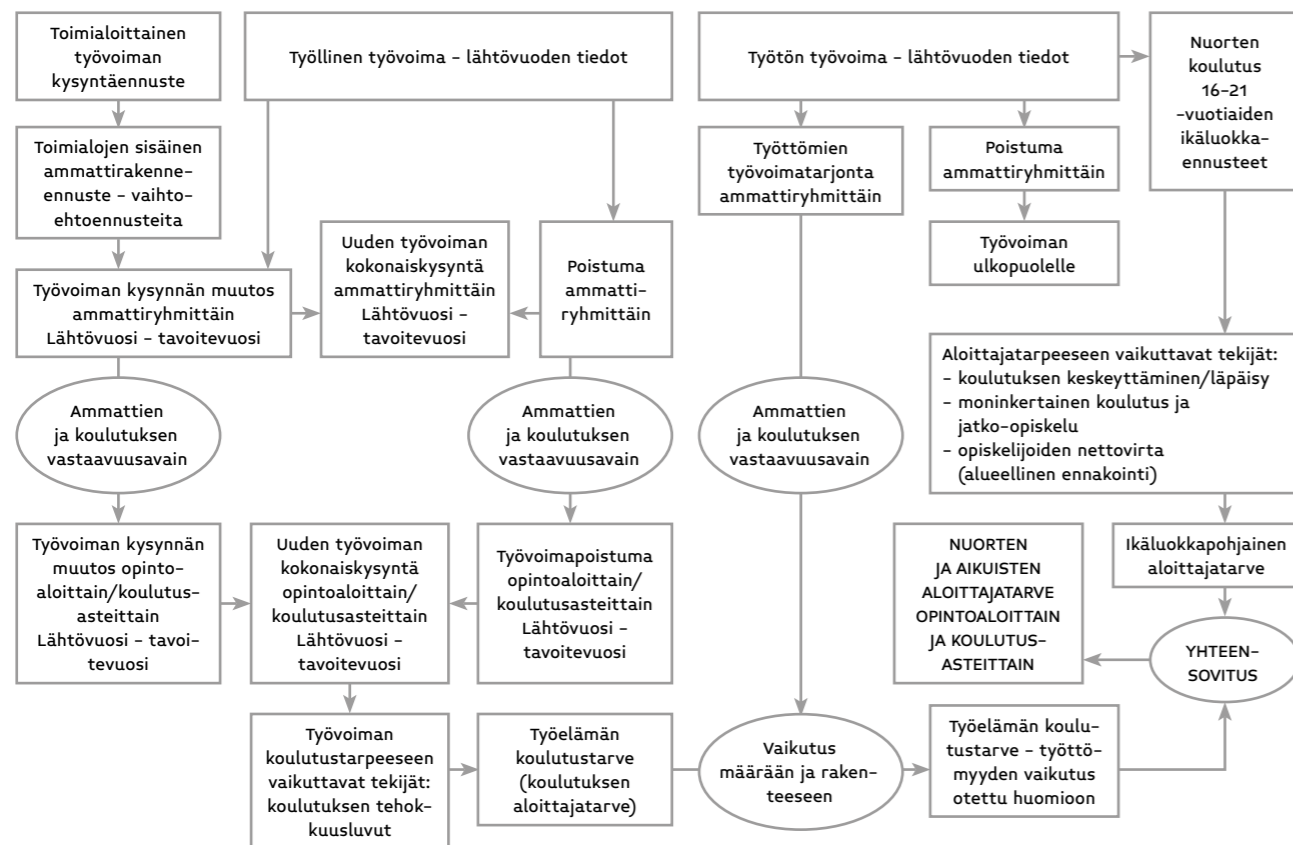 Toimialoittainen
työvoiman
kysyntäennuste
Työllinen työvoima – lähtövuoden tiedot
Työtön työvoima – lähtövuoden tiedot
Nuorten
koulutus
16–21
-vuotiaiden
ikäluokka-
ennusteet
Toimialojen sisäinen
ammattirakenne-
ennuste – vaihto-
ehtoennusteita
Työttömien
työvoimatarjonta
ammattiryhmittäin
Poistuma
ammattiryhmittäin
Työvoiman
ulkopuolelle
Työvoiman kysynnän muutos
ammattiryhmittäin
Lähtövuosi – tavoitevuosi
Uuden työvoiman
kokonaiskysyntä
ammattiryhmittäin
Lähtövuosi –
tavoitevuosi
Poistuma
ammatti-
ryhmittäin
Aloittajatarpeeseen vaikuttavat tekijät:
– koulutuksen keskeyttäminen/läpäisy
– moninkertainen koulutus ja
jatko-opiskelu
– opiskelijoiden nettovirta
(alueellinen ennakointi)
Ammattien
ja koulutuksen
vastaavuusavain
Ammattien
ja koulutuksen
vastaavuusavain
Ammattien
ja koulutuksen
vastaavuusavain
Työvoiman kysynnän
muutos opinto-
aloittain/koulutus-
asteittain
Lähtövuosi – tavoi-
tevuosi
Uuden työvoiman
kokonaiskysyntä
opintoaloittain/
koulutusasteittain
Lähtövuosi –
tavoitevuosi
Työvoimapoistuma
opintoaloittain/
koulutusasteittain
Lähtövuosi –
tavoitevuosi
NUORTEN
JA AIKUISTEN
ALOITTAJATARVE
OPINTOALOITTAIN
JA KOULUTUS-
ASTEITTAIN
Ikäluokkapohjainen
aloittajatarve
YHTEEN-
SOVITUS
Työvoiman
koulutustarpeeseen
vaikuttavat tekijät:
koulutuksen tehok-
kuusluvut
Työelämän
koulutustarve
(koulutuksen
aloittajatarve)
Vaikutus
määrään ja raken-
teeseen
Työelämän koulu-
tustarve – työttö-
myyden vaikutus
otettu huomioon